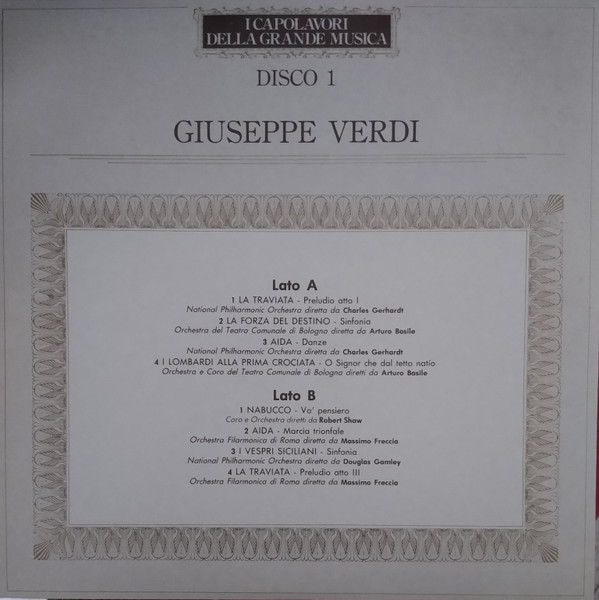 I CAPOLAVORI
DELLA GRANDE MUSICA
DISCO 1
GIUSEPPE VERDI
Lato A
1 LA TRAVIATA - Preludio atto I
National Philharmonic Orchestra diretta da Charles Gerhardt
2 LA FORZA DEL DESTINO - Sinfonia
Orchestra del Teatro Comunale di Bologna diretta da Arturo Basile
3 AIDA - Danze
National Philharmonic Orchestra diretta da Charles Gerhardt
4 I LOMBARDI ALLA PRIMA CROCIATA - O Signor che dal tetto natio
Orchestra e Coro del Teatro Comunale di Bologna diretti da Arturo Basile
Lato B
1 NABUCCO - Va' pensiero
Coro e Orchestra diretti da Robert Shaw
2 AIDA - Marcia trionfale
Orchestra Filarmonica di Roma diretta da Massimo Freccia
3 I VESPRI SICILIANI - Sinfonia
National Philharmonic Orchestra diretta da Douglas Gamley
4 LA TRAVIATA - Preludio atto III
Orchestra Filarmonica di Roma diretta da Massimo Freccia